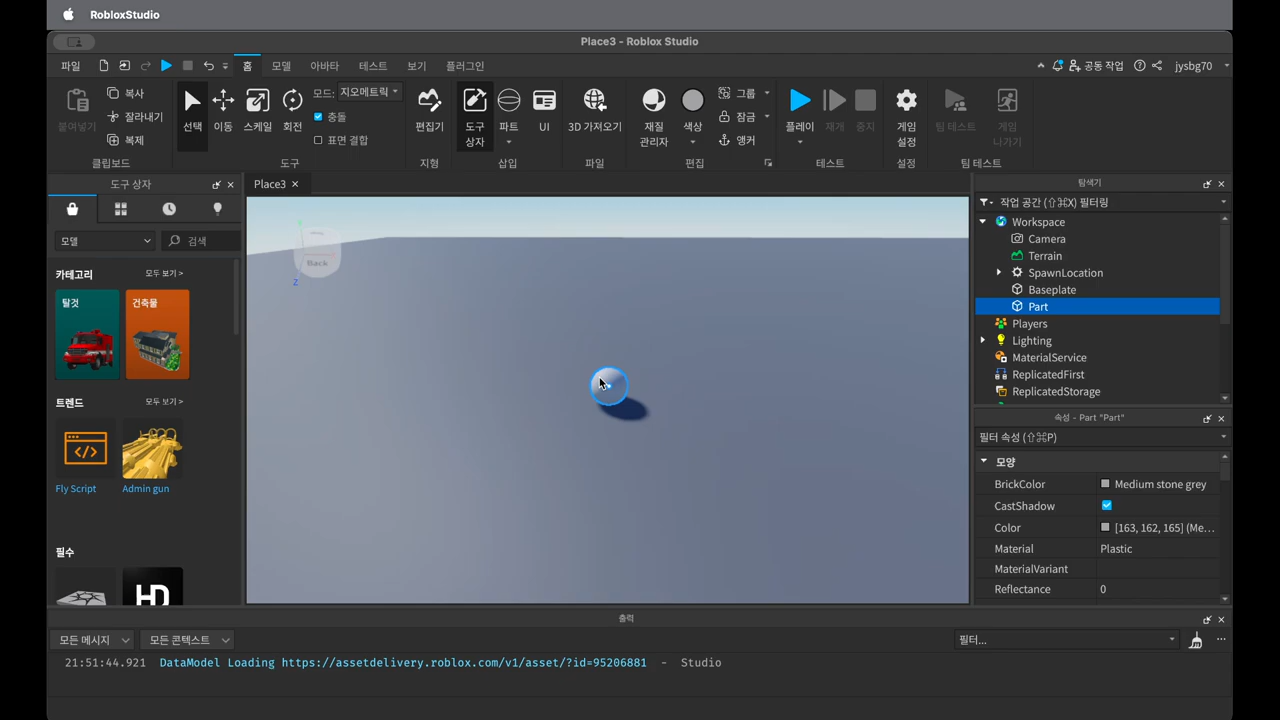 RobloxStudio
Place3 - Roblox Studio
파일
홈
모델
아바타
테스트
보기
플러그인
공동 작업
jysbg70
붙여넣기
복사
잘라내기
복제
클립보드
선택
이동
스케일
회전
모드:
지오메트릭
충돌
표면 결합
도구
편집기
지형
도구
상자
파트
UI
삽입
3D 가져오기
파일
재질
관리자
색상
그룹
잠금
앵커
편집
플레이
재개
중지
테스트
게임
설정
설정
팀 테스트
게임
나가기
팀 테스트
도구 상자
모델
검색
카테고리
모두 보기 >
탈것
건축물
트렌드
모두 보기 >
Fly Script
Admin gun
필수
모두 보기 >
HD
Place3
Back
Z
탐색기
작업 공간 (⇧⌘X) 필터링
Workspace
Camera
Terrain
SpawnLocation
Baseplate
Part
Players
Lighting
MaterialService
ReplicatedFirst
ReplicatedStorage
속성 - Part "Part"
필터 속성 (⇧⌘P)
모양
BrickColor
Medium stone grey
CastShadow
Color
[163, 162, 165] (Me...
Material
Plastic
MaterialVariant
Reflectance
0
출력
모든 메시지
모든 콘텍스트
필터...
21:51:44.921 DataModel Loading https://assetdelivery.roblox.com/v1/asset/?id=95206881 - Studio